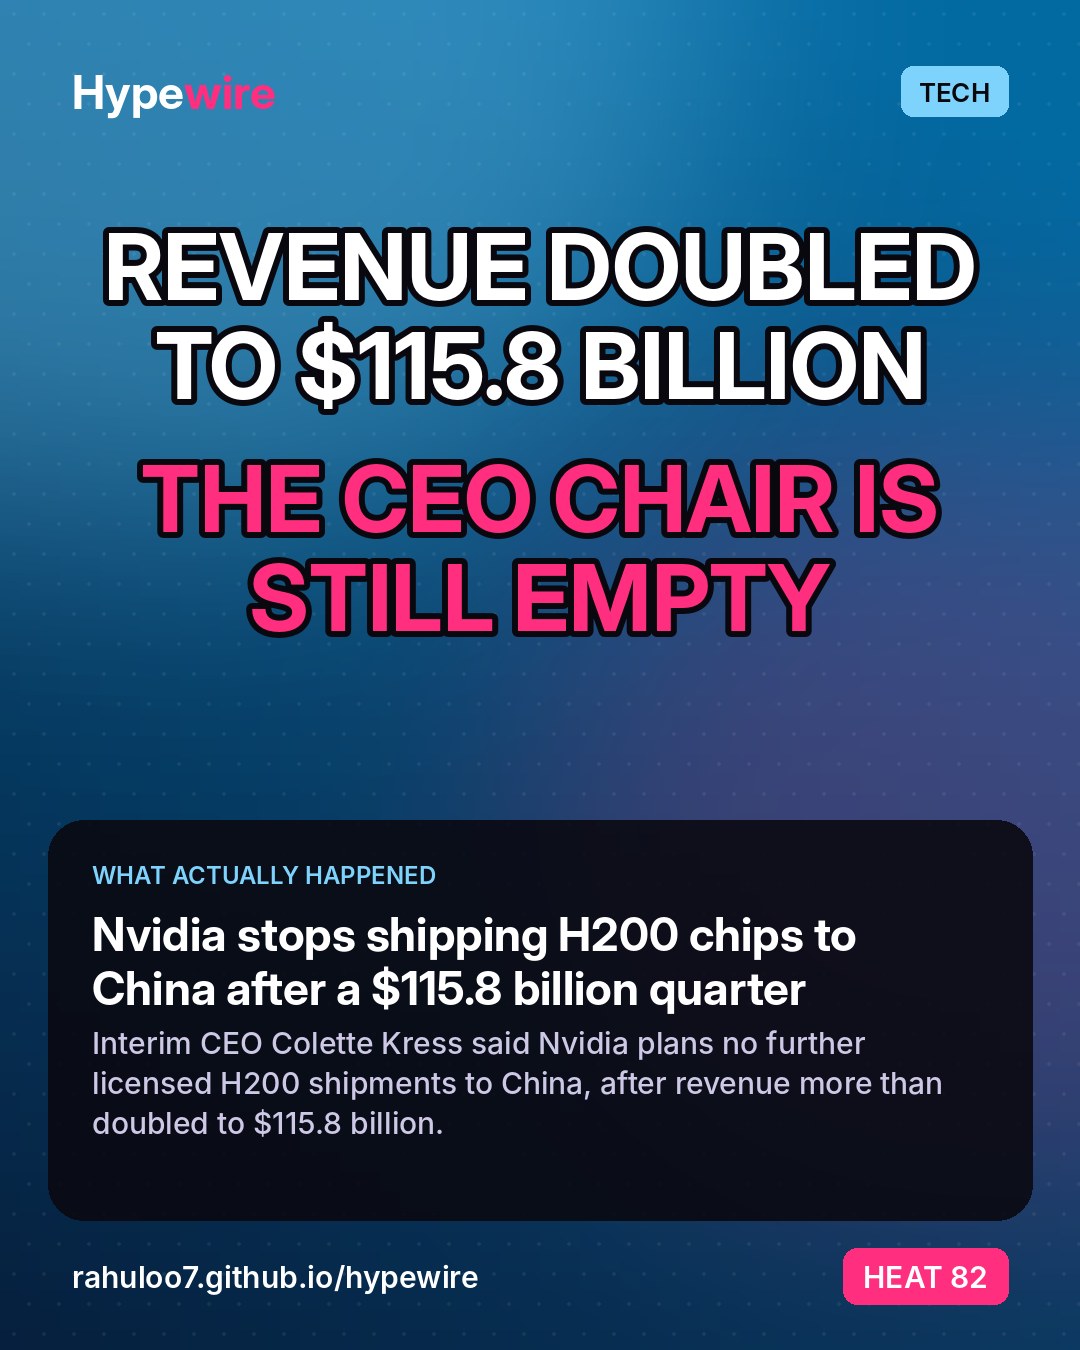 Hypewire
TECH
REVENUE DOUBLED
TO $115.8 BILLION
THE CEO CHAIR IS
STILL EMPTY
WHAT ACTUALLY HAPPENED
Nvidia stops shipping H200 chips to
China after a $115.8 billion quarter
Interim CEO Colette Kress said Nvidia plans no further
licensed H200 shipments to China, after revenue more than
doubled to $115.8 billion.
rahuloo7.github.io/hypewire
HEAT 82